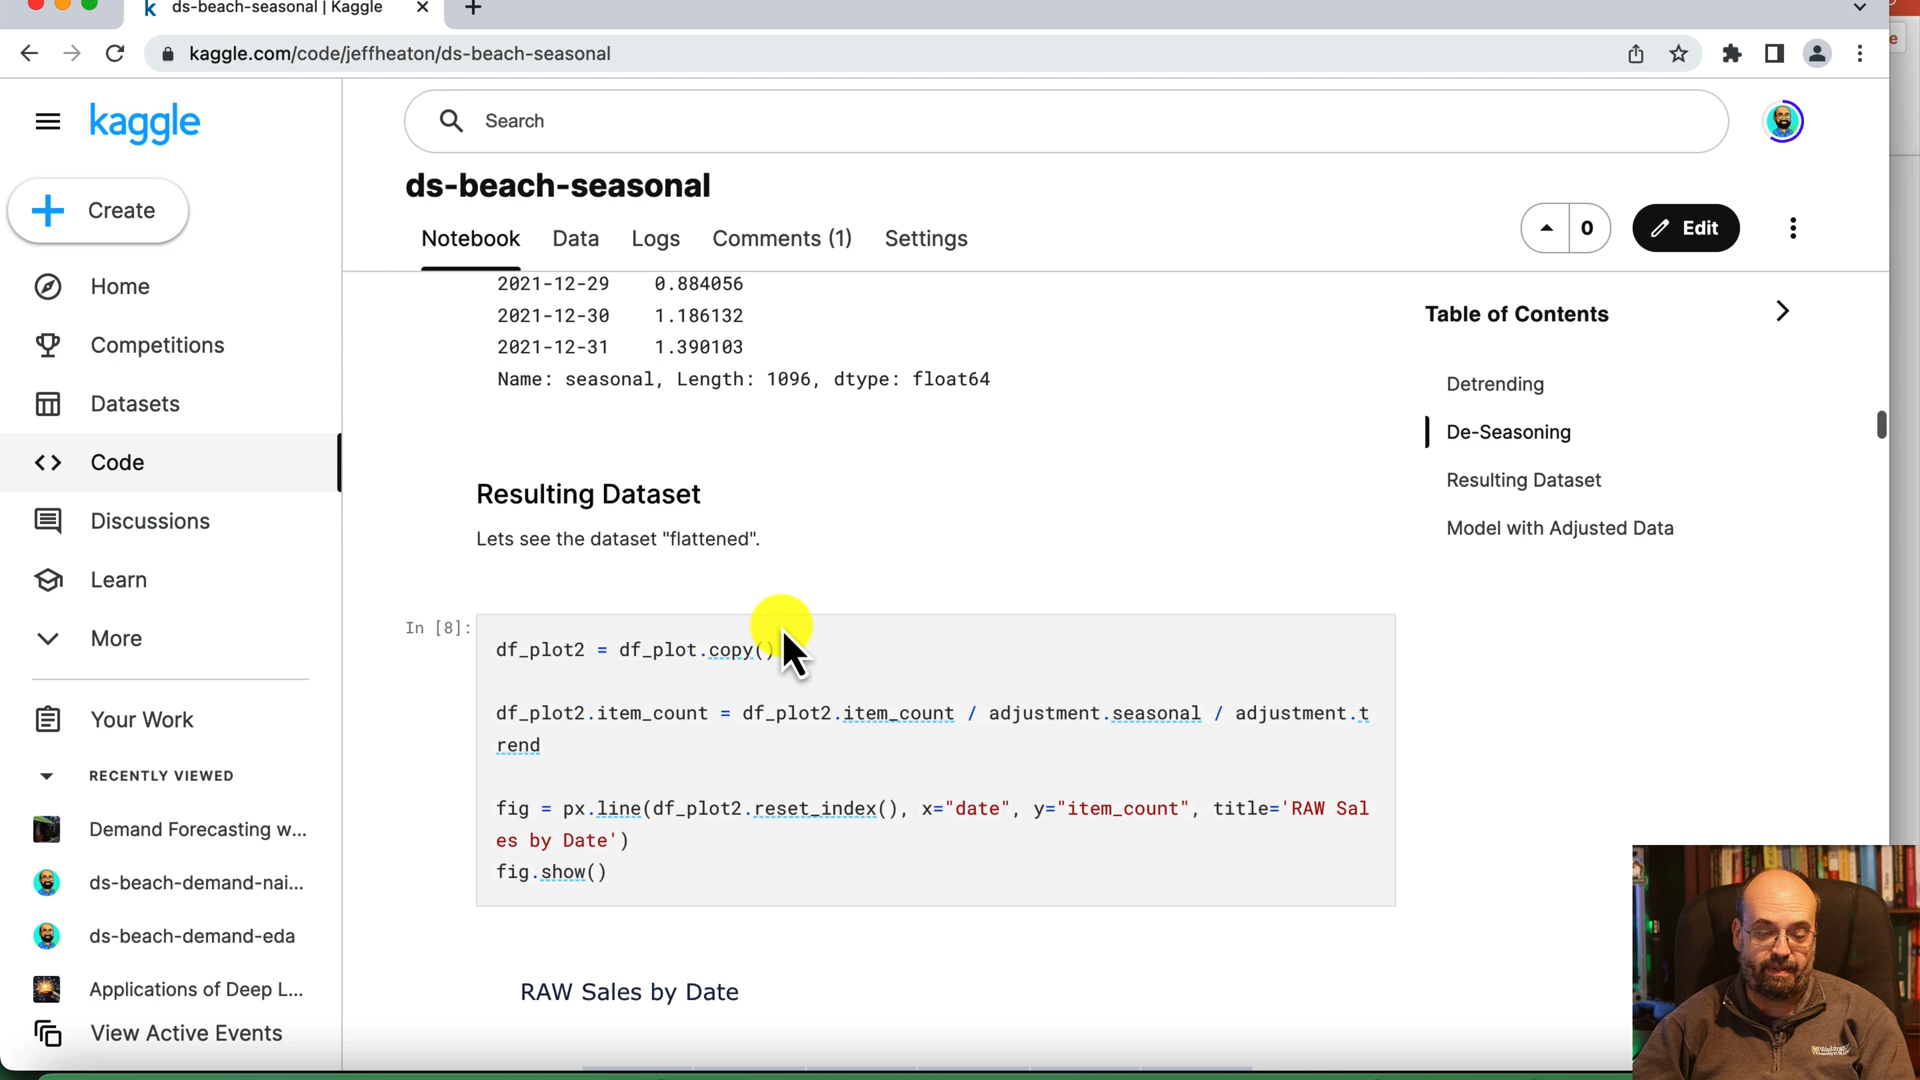 ds-beach-seasonal | Kaggle
kaggle.com/code/jeffheaton/ds-beach-seasonal
kaggle
Search
Create
Home
Competitions
Datasets
Code
Discussions
Learn
More
Your Work
RECENTLY VIEWED
Demand Forecasting w...
ds-beach-demand-nai...
ds-beach-demand-eda
Applications of Deep L...
View Active Events
ds-beach-seasonal
Notebook Data Logs Comments (1) Settings
0
Edit
2021-12-29 0.884056
2021-12-30 1.186132
2021-12-31 1.390103
Name: seasonal, Length: 1096, dtype: float64
Resulting Dataset
Lets see the dataset "flattened".
In [8]:
df_plot2 = df_plot.copy()
df_plot2.item_count = df_plot2.item_count / adjustment.seasonal / adjustment.t
rend
fig = px.line(df_plot2.reset_index(), x="date", y="item_count", title='RAW Sal
es by Date')
fig.show()
RAW Sales by Date
Table of Contents
Detrending
De-Seasoning
Resulting Dataset
Model with Adjusted Data